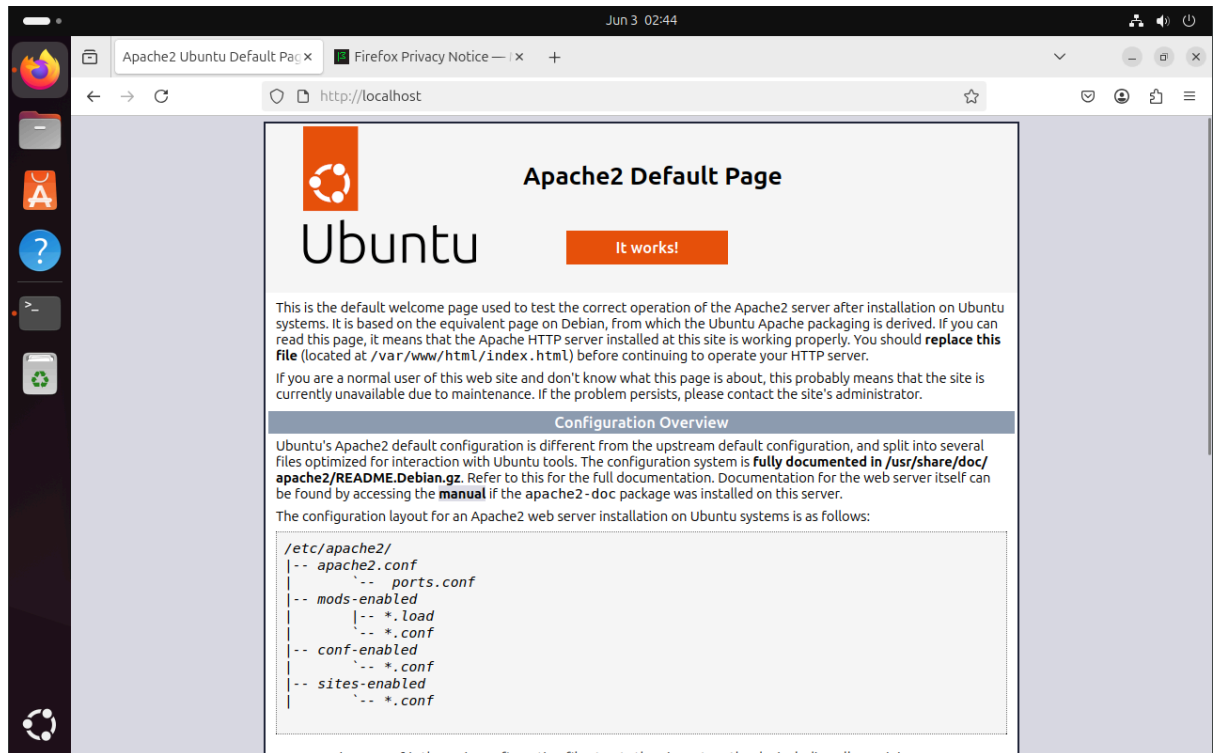 Jun 3 02:44
Apache2 Ubuntu Default Pag
Firefox Privacy Notice —
http://localhost
Apache2 Default Page
Ubuntu
It works!
This is the default welcome page used to test the correct operation of the Apache2 server after installation on Ubuntu
systems. It is based on the equivalent page on Debian, from which the Ubuntu Apache packaging is derived. If you can
read this page, it means that the Apache HTTP server installed at this site is working properly. You should replace this
file (located at /var/www/html/index.html) before continuing to operate your HTTP server.
If you are a normal user of this web site and don't know what this page is about, this probably means that the site is
currently unavailable due to maintenance. If the problem persists, please contact the site's administrator.
Configuration Overview
Ubuntu's Apache2 default configuration is different from the upstream default configuration, and split into several
files optimized for interaction with Ubuntu tools. The configuration system is fully documented in /usr/share/doc/
apache2/README.Debian.gz. Refer to this for the full documentation. Documentation for the web server itself can
be found by accessing the manual if the apache2-doc package was installed on this server.
The configuration layout for an Apache2 web server installation on Ubuntu systems is as follows:
/etc/apache2/
|-- apache2.conf
|       `--  ports.conf
|-- mods-enabled
|       |-- *.load
|       `-- *.conf
|-- conf-enabled
|       `-- *.conf
|-- sites-enabled
|       `-- *.conf